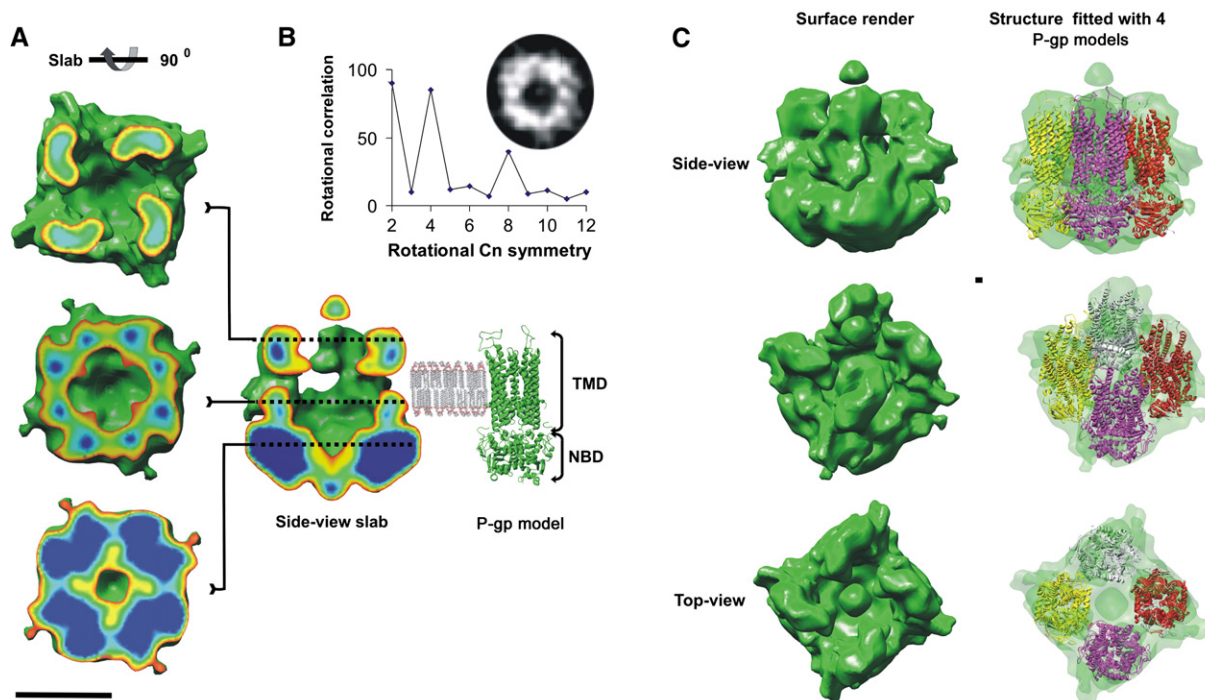 A
Slab 90 0
B
Rotational correlation
100
50
0
2 4 6 8 10 12
Rotational Cn symmetry
TMD
NBD
Side-view slab
P-gp model
C
Surface render
Structure fitted with 4
P-gp models
Side-view
Top-view